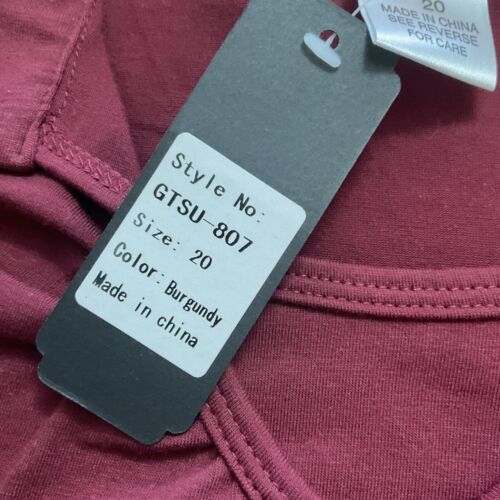 20
MADE IN CHINA
SEE REVERSE
FOR CARE
Style No:
GTSU-807
Size: 20
Color: Burgundy
Made in china